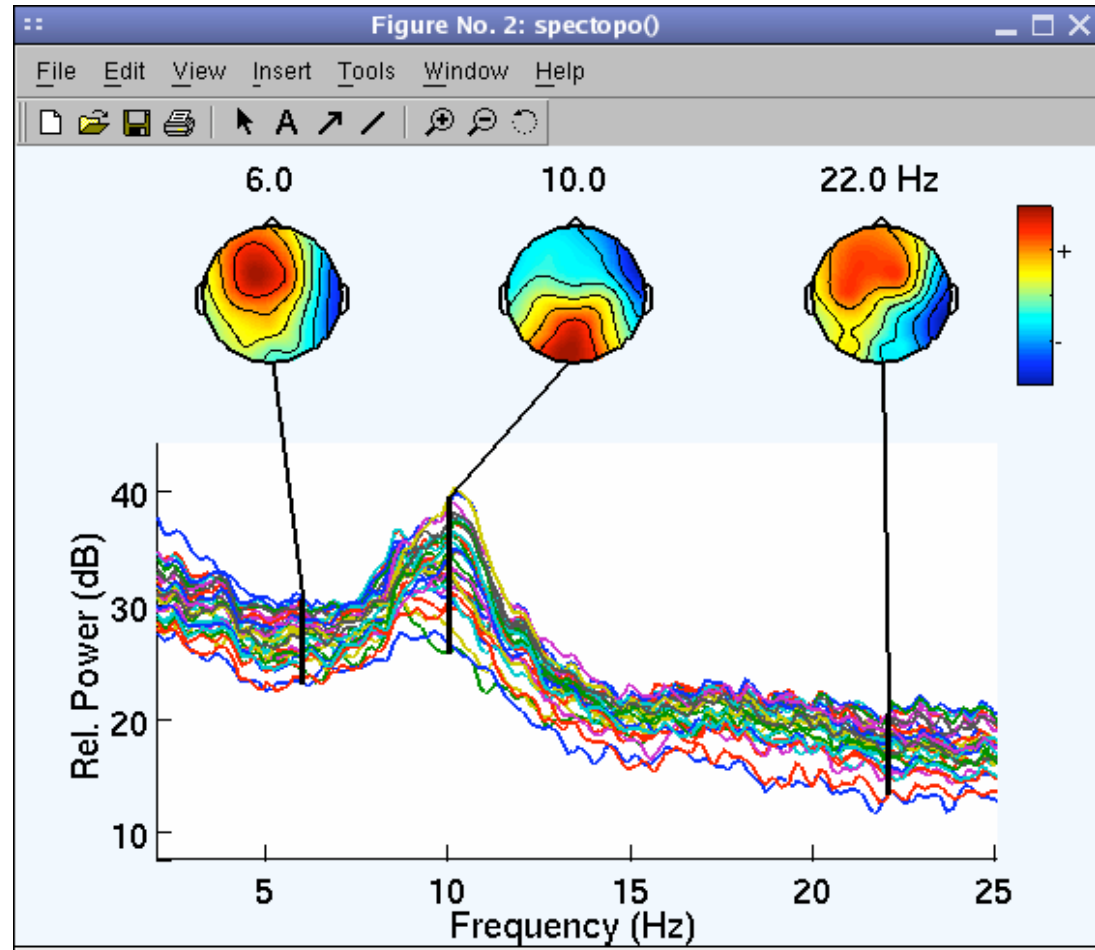 Figure No. 2: spectopo()
File Edit View Insert Tools Window Help
A
6.0 10.0 22.0 Hz
+
-
40
30
20
10
Rel. Power (dB)
5 10 15 20 25
Frequency (Hz)